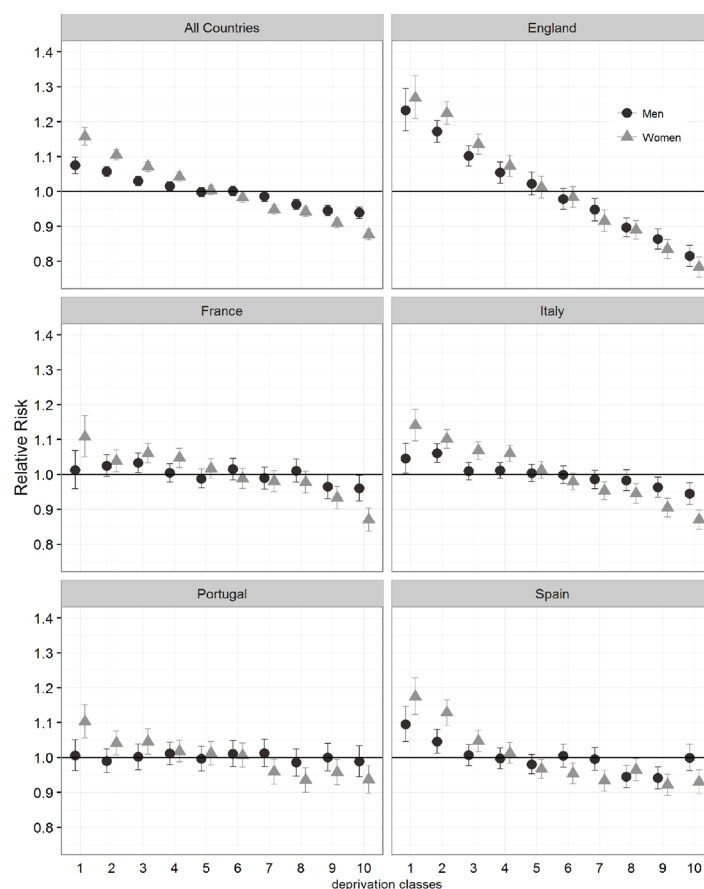 All Countries
England
1.4
1.3
1.2
1.1
1.0
0.9
0.8
Men
Women
France
Italy
1.4
1.3
1.2
1.1
1.0
0.9
0.8
Relative Risk
Portugal
Spain
1.4
1.3
1.2
1.1
1.0
0.9
0.8
1 2 3 4 5 6 7 8 9 10 1 2 3 4 5 6 7 8 9 10
deprivation classes